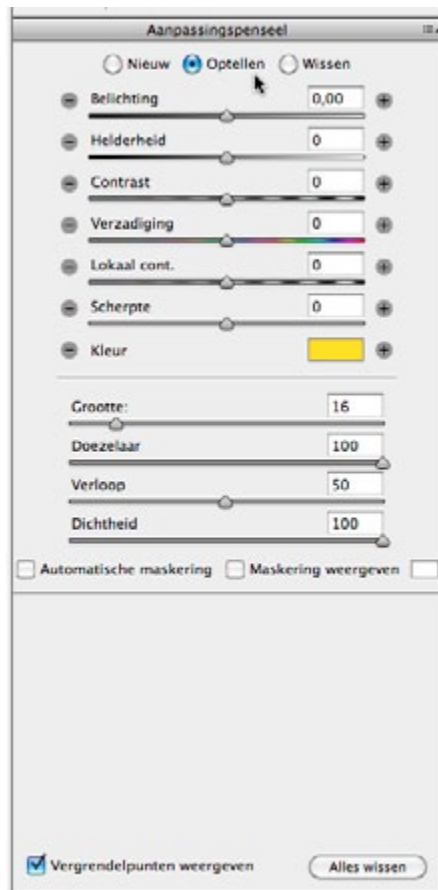 Aanpassingspenseel
Nieuw Optellen Wissen
Belichting 0,00
Helderheid 0
Contrast 0
Verzadiging 0
Lokaal cont. 0
Scherpte 0
Kleur
Grootte: 16
Doezelaar 100
Verloop 50
Dichtheid 100
Automatische maskering Maskering weergeven
Vergrendelpunten weergeven Alles wissen